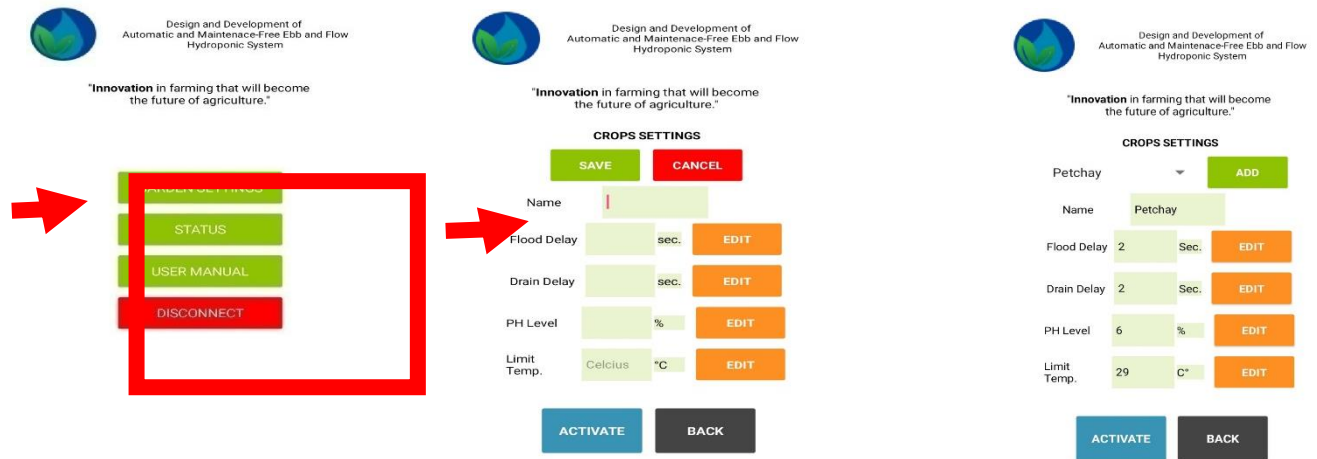 Design and Development of
Automatic and Maintenace-Free Ebb and Flow
Hydroponic System
"Innovation in farming that will become
the future of agriculture."
GARDEN SETTINGS
STATUS
USER MANUAL
DISCONNECT
Design and Development of
Automatic and Maintenace-Free Ebb and Flow
Hydroponic System
"Innovation in farming that will become
the future of agriculture."
CROPS SETTINGS
SAVE CANCEL
Name
Flood Delay sec. EDIT
Drain Delay sec. EDIT
PH Level % EDIT
Limit
Temp. Celcius °C EDIT
ACTIVATE BACK
Design and Development of
Automatic and Maintenace-Free Ebb and Flow
Hydroponic System
"Innovation in farming that will become
the future of agriculture."
CROPS SETTINGS
Petchay ADD
Name Petchay
Flood Delay 2 Sec. EDIT
Drain Delay 2 Sec. EDIT
PH Level 6 % EDIT
Limit
Temp. 29 C° EDIT
ACTIVATE BACK